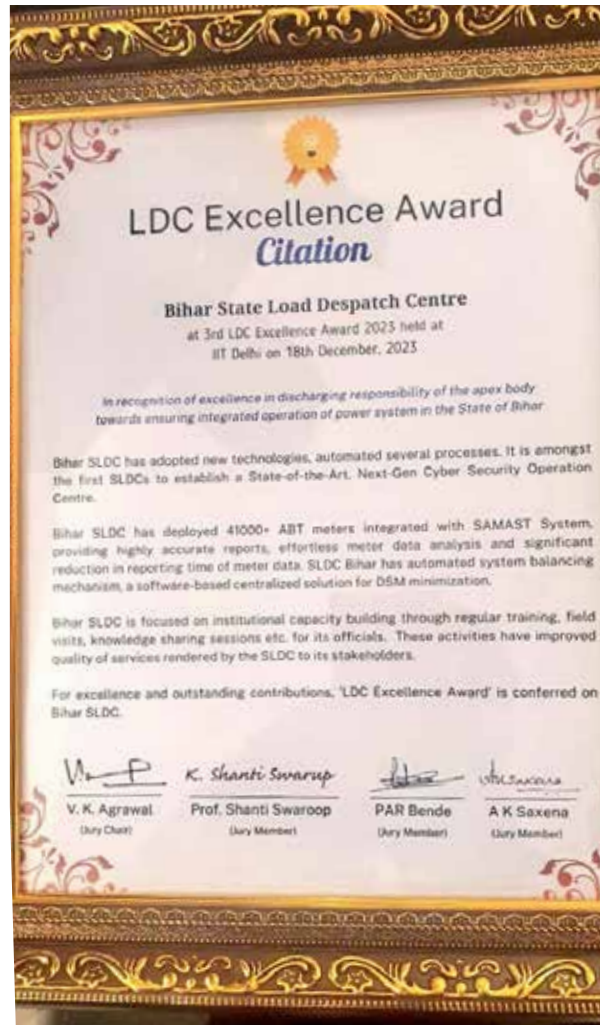 LDC Excellence Award
Citation
Bihar State Load Despatch Centre
at 3rd LDC Excellence Award 2023 held at
IIT Delhi on 18th December, 2023
In recognition of excellence in discharging responsibility of the apex body
towards ensuring integrated operation of power system in the State of Bihar
Bihar SLDC has adopted new technologies, automated several processes. It is amongst
the first SLDCs to establish a State-of-the-Art, Next-Gen Cyber Security Operation
Centre.
Bihar SLDC has deployed 41000+ ABT meters integrated with SAMAST System,
providing highly accurate reports, effortless meter data analysis and significant
reduction in reporting time of meter data. SLDC Bihar has automated system balancing
mechanism, a software-based centralized solution for DSM minimization.
Bihar SLDC is focused on institutional capacity building through regular training, field
visits, knowledge sharing sessions etc. for its officials. These activities have improved
quality of services rendered by the SLDC to its stakeholders.
For excellence and outstanding contributions, 'LDC Excellence Award' is conferred on
Bihar SLDC.
K. Shanti Swarup
V. K. Agrawal Prof. Shanti Swaroop PAR Bende A K Saxena
(Jury Chair) (Jury Member) (Jury Member) (Jury Member)